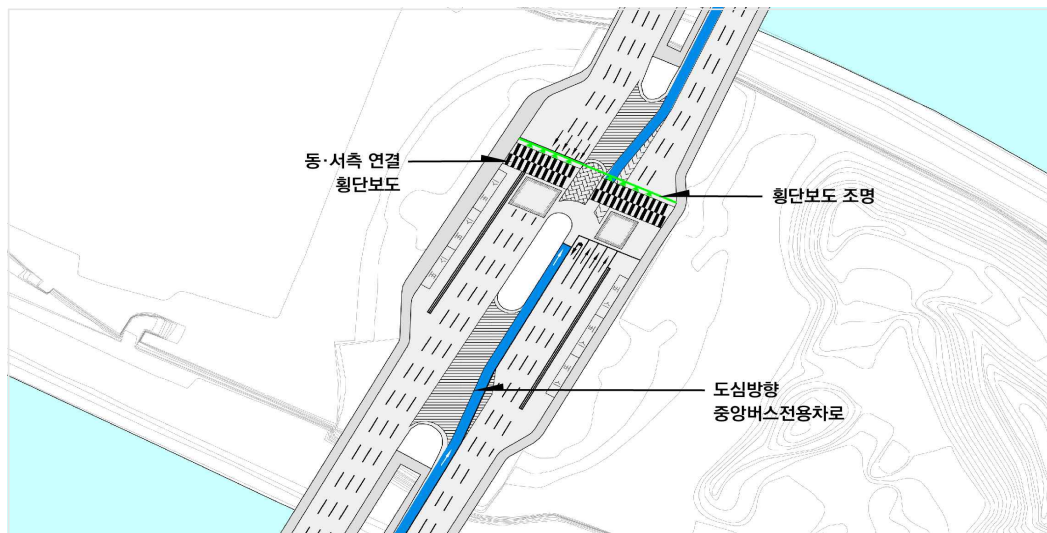 동·서측 연결
횡단보도
횡단보도 조명
도심방향
중앙버스전용차로